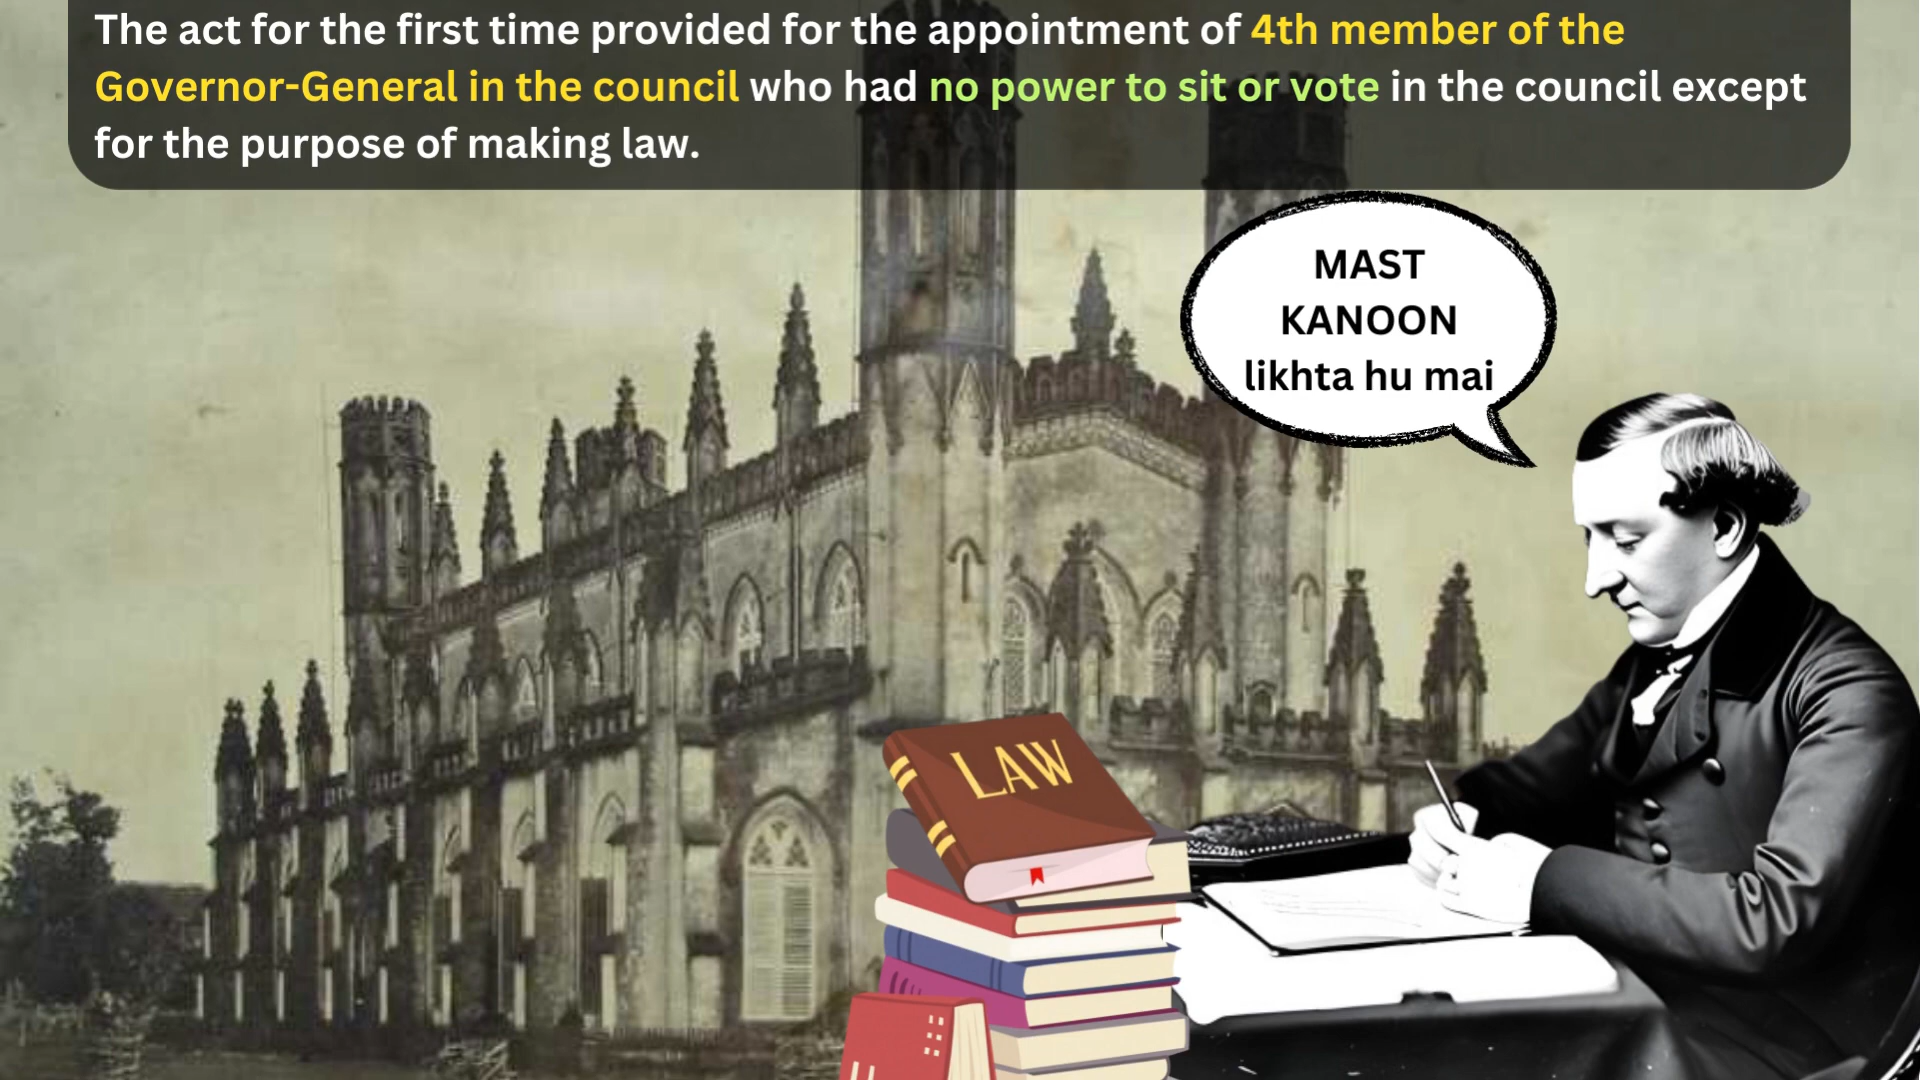 The act for the first time provided for the appointment of 4th member of the
Governor-General in the council who had no power to sit or vote in the council except
for the purpose of making law.
MAST
KANOON
likhta hu mai
LAW